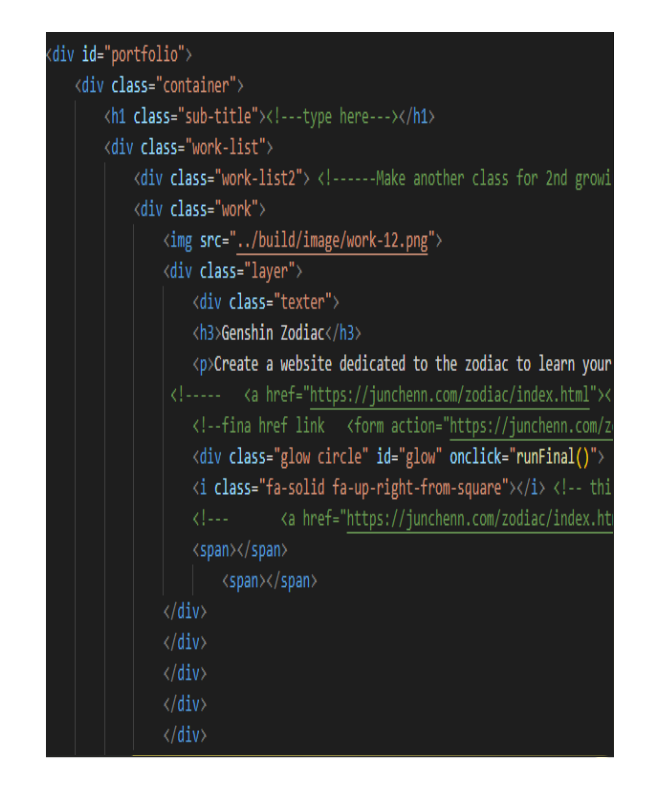 <div id="portfolio">
<div class="container">
<h1 class="sub-title"><!---type here---></h1>
<div class="work-list">
<div class="work-list2"> <!------Make another class for 2nd growi
<div class="work">
<img src="../build/image/work-12.png">
<div class="layer">
<div class="texter">
<h3>Genshin Zodiac</h3>
<p>Create a website dedicated to the zodiac to learn your
<!----- <a href="https://junchenn.com/zodiac/index.html"><
<!--fina href link <form action="https://junchenn.com/z
<div class="glow circle" id="glow" onclick="runFinal()">
<i class="fa-solid fa-up-right-from-square"></i> <!-- thi
<!--- <a href="https://junchenn.com/zodiac/index.ht
<span></span>
<span></span>
</div>
</div>
</div>
</div>
</div>